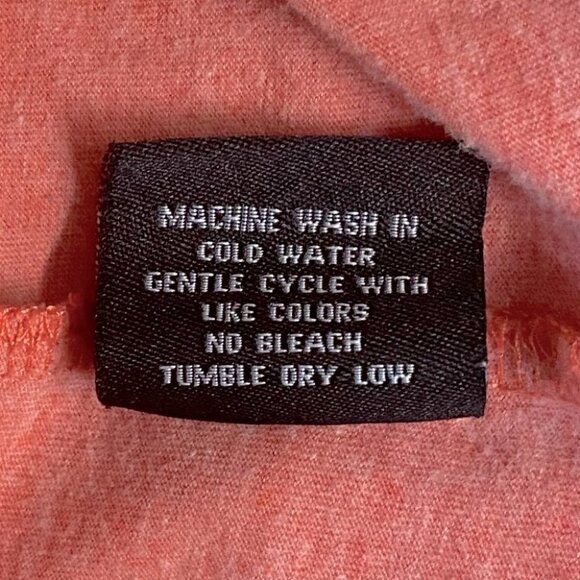 MACHINE WASH IN
COLD WATER
GENTLE CYCLE WITH
LIKE COLORS
NO BLEACH
TUMBLE DRY LOW